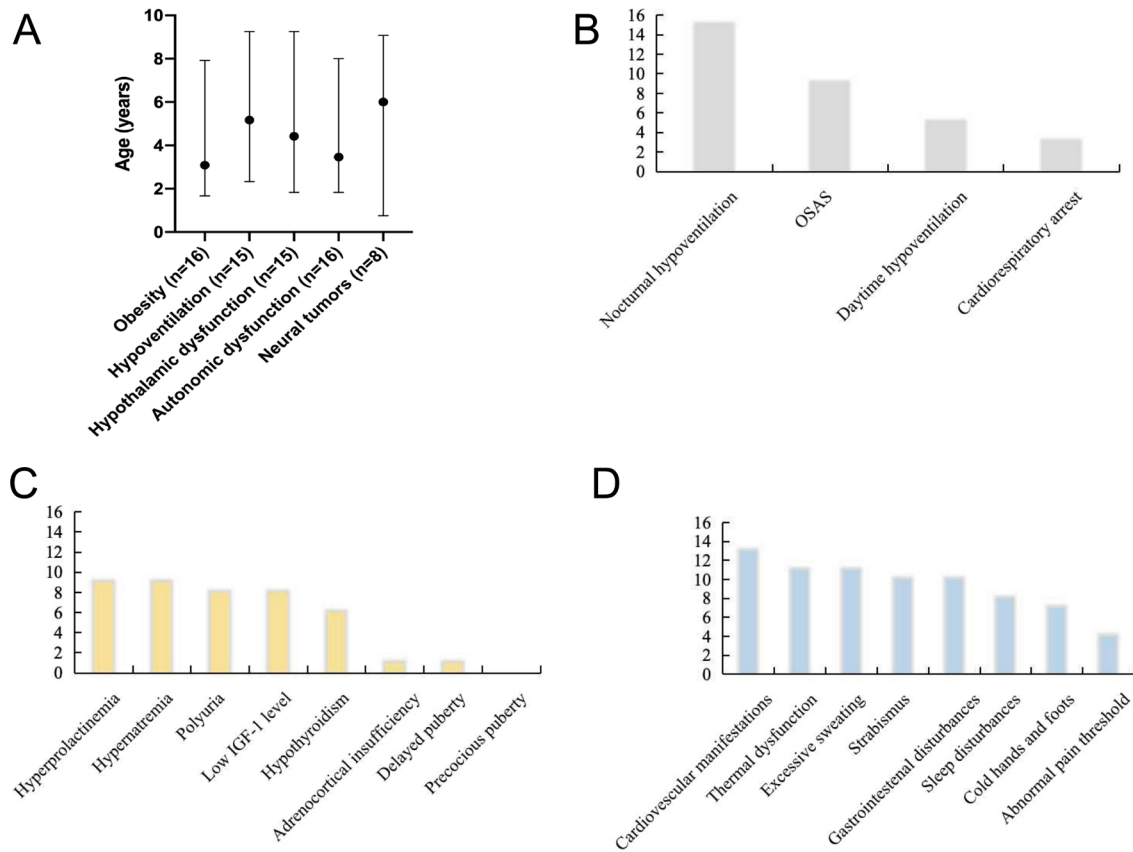 A
10
8
6
4
2
0
Age (years)
Obesity (n=16)
Hypoventilation (n=15)
Hypothalamic dysfunction (n=15)
Autonomic dysfunction (n=16)
Neural tumors (n=8)
B
16
14
12
10
8
6
4
2
0
Nocturnal hypoventilation
OSAS
Daytime hypoventilation
Cardiorespiratory arrest
C
16
14
12
10
8
6
4
2
0
Hyperprolactinemia
Hypernatremia
Polyuria
Low IGF-1 level
Hypothyroidism
Adrenocortical insufficiency
Delayed puberty
Precocious puberty
D
16
14
12
10
8
6
4
2
0
Cardiovescular manifestations
Thermal dysfunction
Excessive sweating
Strabismus
Gastrointestenal disturbances
Sleep disturbances
Cold hands and foots
Abnormal pain threshold